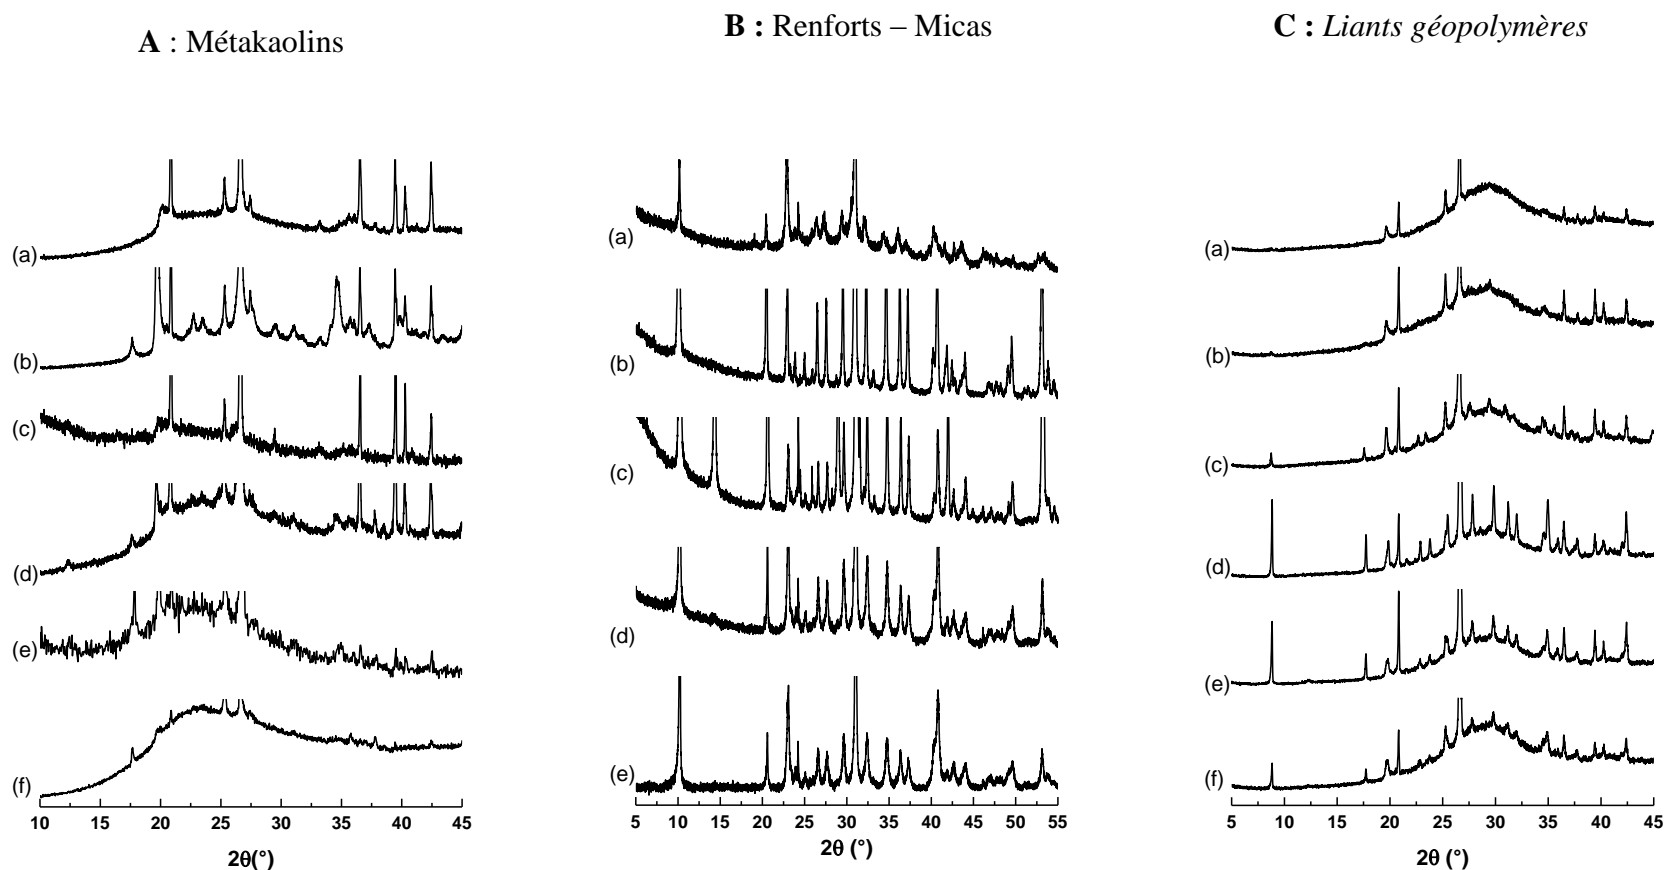 A : Métakaolins
(a)
(b)
(c)
(d)
(e)
(f)
10 15 20 25 30 35 40 45
2θ(°)
B : Renforts – Micas
(a)
(b)
(c)
(d)
(e)
5 10 15 20 25 30 35 40 45 50 55
2θ (°)
C : Liants géopolymères
(a)
(b)
(c)
(d)
(e)
(f)
5 10 15 20 25 30 35 40 45
2θ (°)